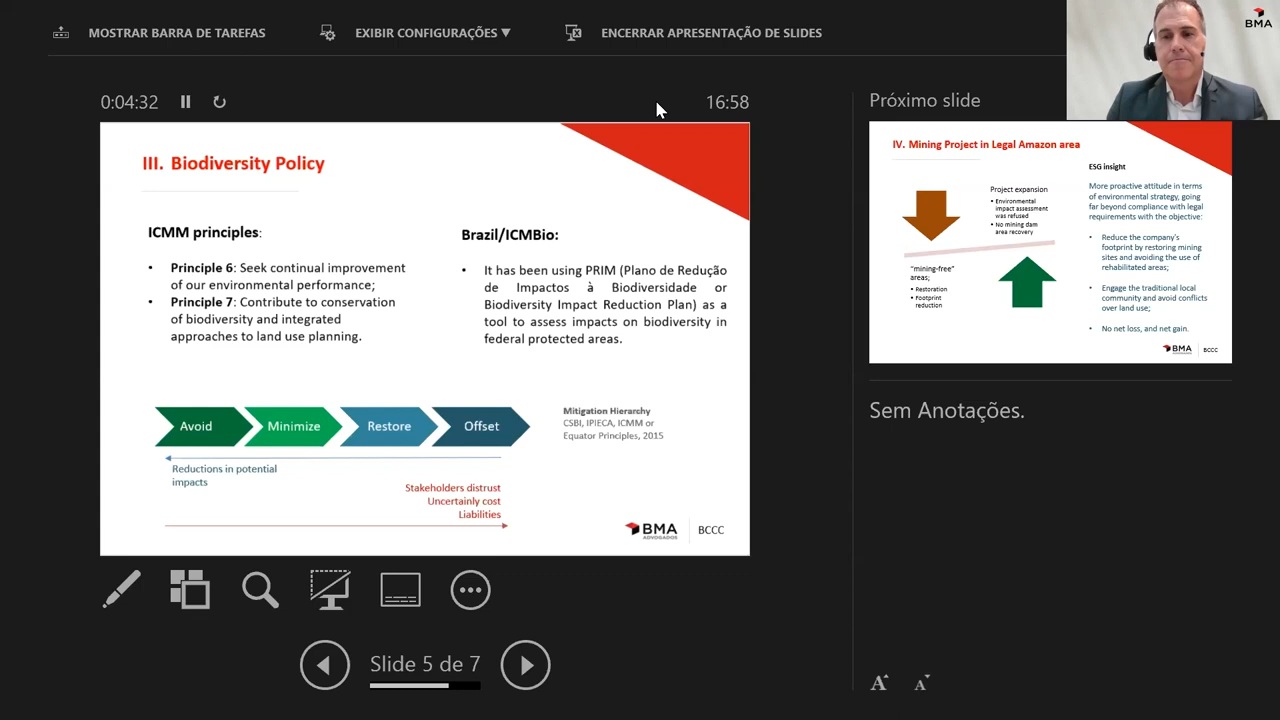 MOSTRAR BARRA DE TAREFAS
EXIBIR CONFIGURAÇÕES ▼
ENCERRAR APRESENTAÇÃO DE SLIDES
BMA
0:04:32
16:58
III. Biodiversity Policy
ICMM principles:
• Principle 6: Seek continual improvement
of our environmental performance;
• Principle 7: Contribute to conservation
of biodiversity and integrated
approaches to land use planning.
Brazil/ICMBio:
• It has been using PRIM (Plano de Redução
de Impactos à Biodiversidade or
Biodiversity Impact Reduction Plan) as a
tool to assess impacts on biodiversity in
federal protected areas.
Avoid
Minimize
Restore
Offset
Mitigation Hierarchy
CSBI, IPIECA, ICMM or
Equator Principles, 2015
Reductions in potential
impacts
Stakeholders distrust
Uncertainly cost
Liabilities
BMA
ADVOGADOS
BCCC
Slide 5 de 7
Próximo slide
IV. Mining Project in Legal Amazon area
Project expansion
• Environmental
impact assessment
was refused
• No mining dam
area recovery
"mining-free"
areas;
• Restoration
• Footprint
reduction
ESG insight
More proactive attitude in terms
of environmental strategy, going
far beyond compliance with legal
requirements with the objective:
• Reduce the company's
footprint by restoring mining
sites and avoiding the use of
rehabilitated areas;
• Engage the traditional local
community and avoid conflicts
over land use;
• No net loss, and net gain.
BMA
BCCC
Sem Anotações.
A
A